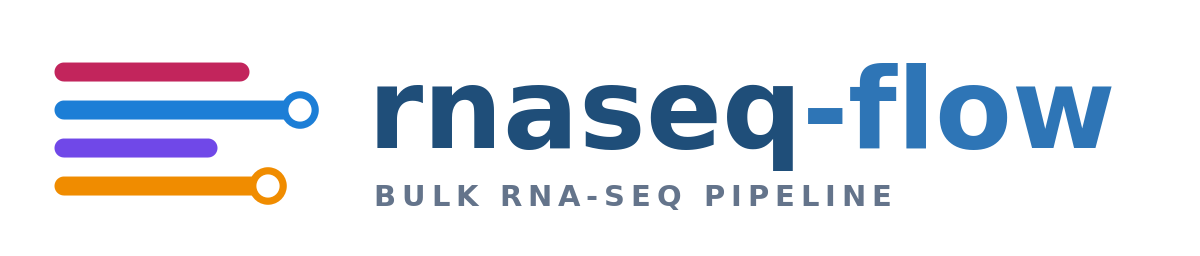 rnaseq-flow
BULK RNA-SEQ PIPELINE